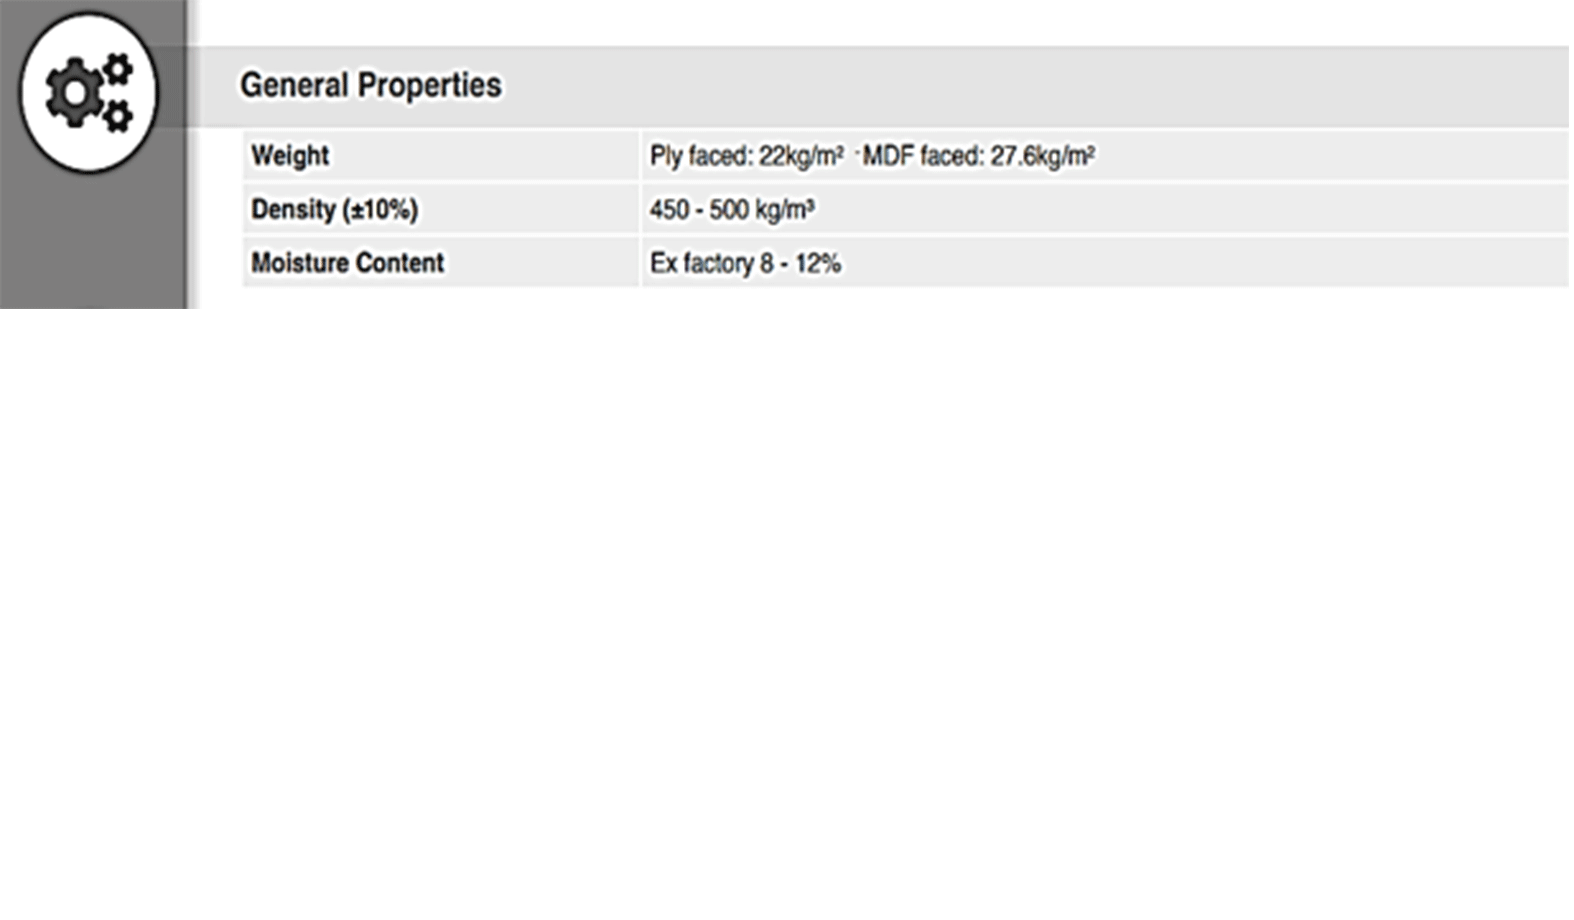 General Properties
Weight Ply faced: 22kg/m² · MDF faced: 27.6kg/m²
Density (±10%) 450 - 500 kg/m³
Moisture Content Ex factory 8 - 12%